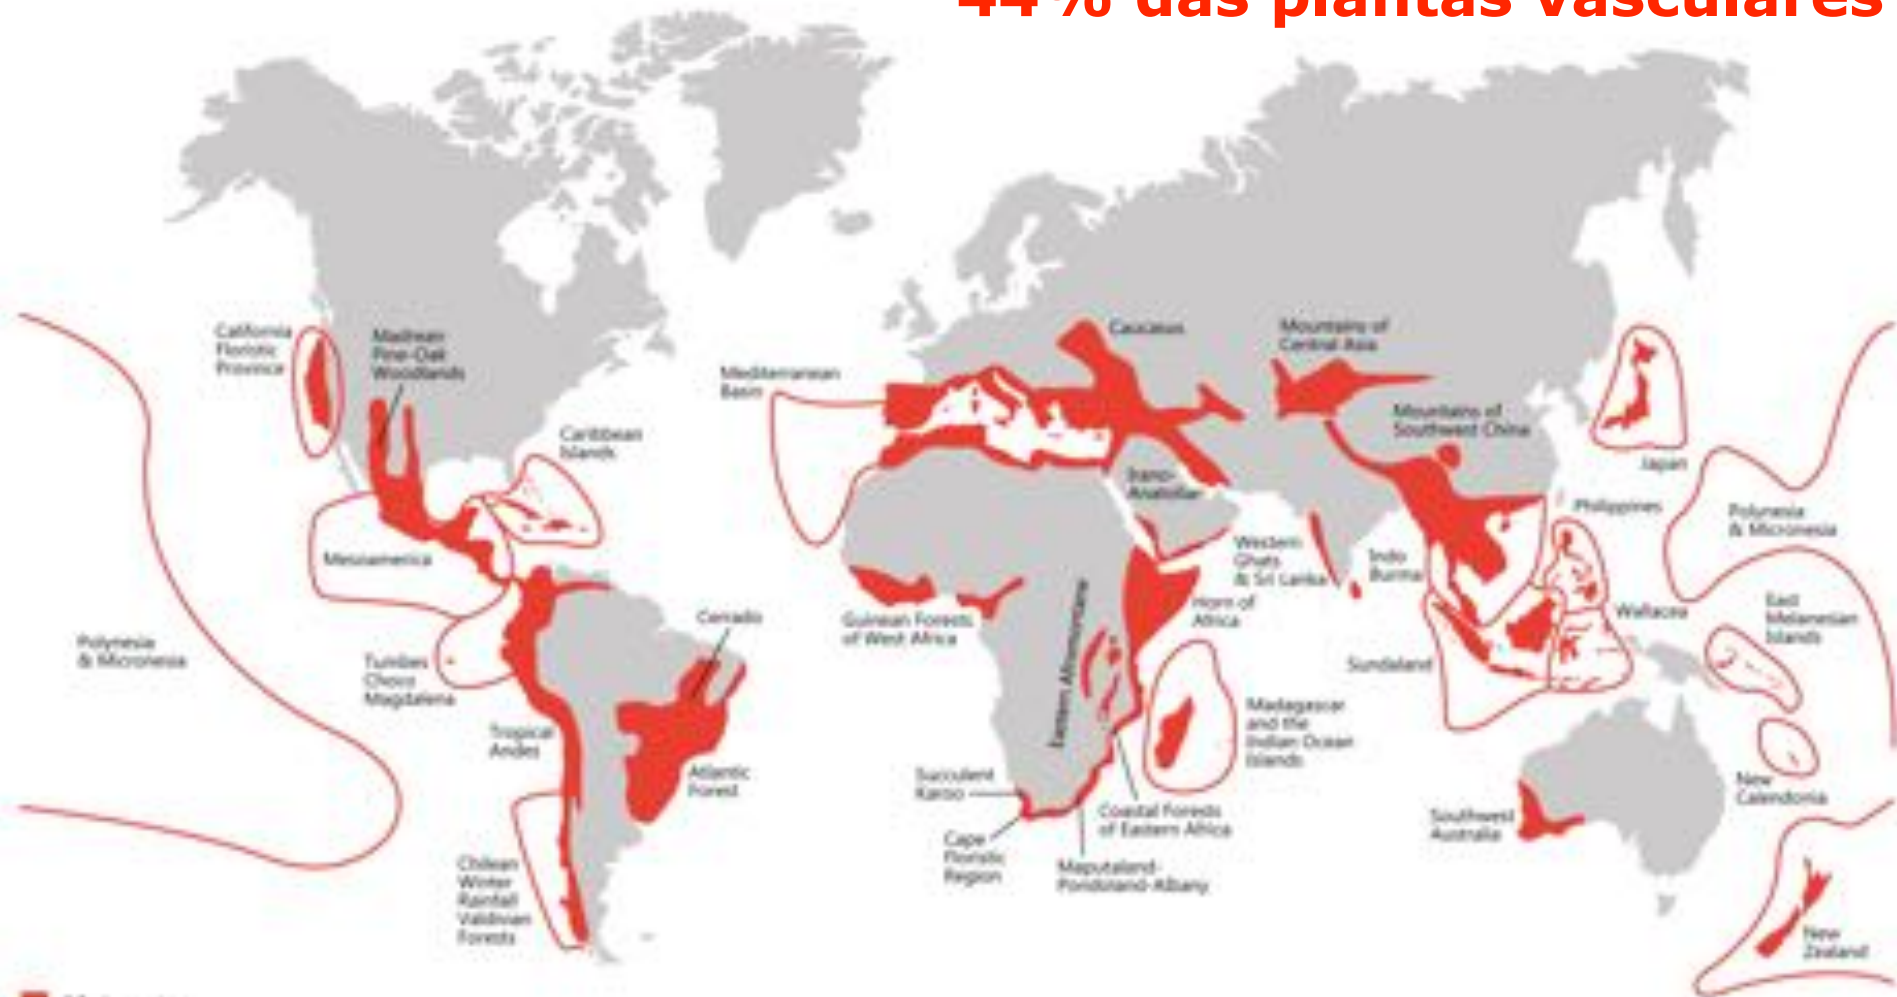 44% das plantas vasculares
California
Floristic
Province
Madrean
Pine-Oak
Woodlands
Caribbean
Islands
Mesoamerica
Polynesia
& Micronesia
Tumbes
Choco
Magdalena
Cerrado
Tropical
Andes
Atlantic
Forest
Chilean
Winter
Rainfall
Valdivian
Forests
Mediterranean
Basin
Caucasus
Mountains of
Central Asia
Mountains of
Southwest China
Irano-
Anatolian
Japan
Philippines
Polynesia
& Micronesia
Western
Ghats
& Sri Lanka
Indo
Burma
Guinean Forests
of West Africa
Horn of
Africa
Eastern Afromontane
Wallacea
East
Melanesian
Islands
Sundaland
Madagascar
and the
Indian Ocean
Islands
Succulent
Karoo
Cape
Floristic
Region
Coastal Forests
of Eastern Africa
Maputaland-
Pondoland-Albany
Southwest
Australia
New
Calendonia
New
Zealand